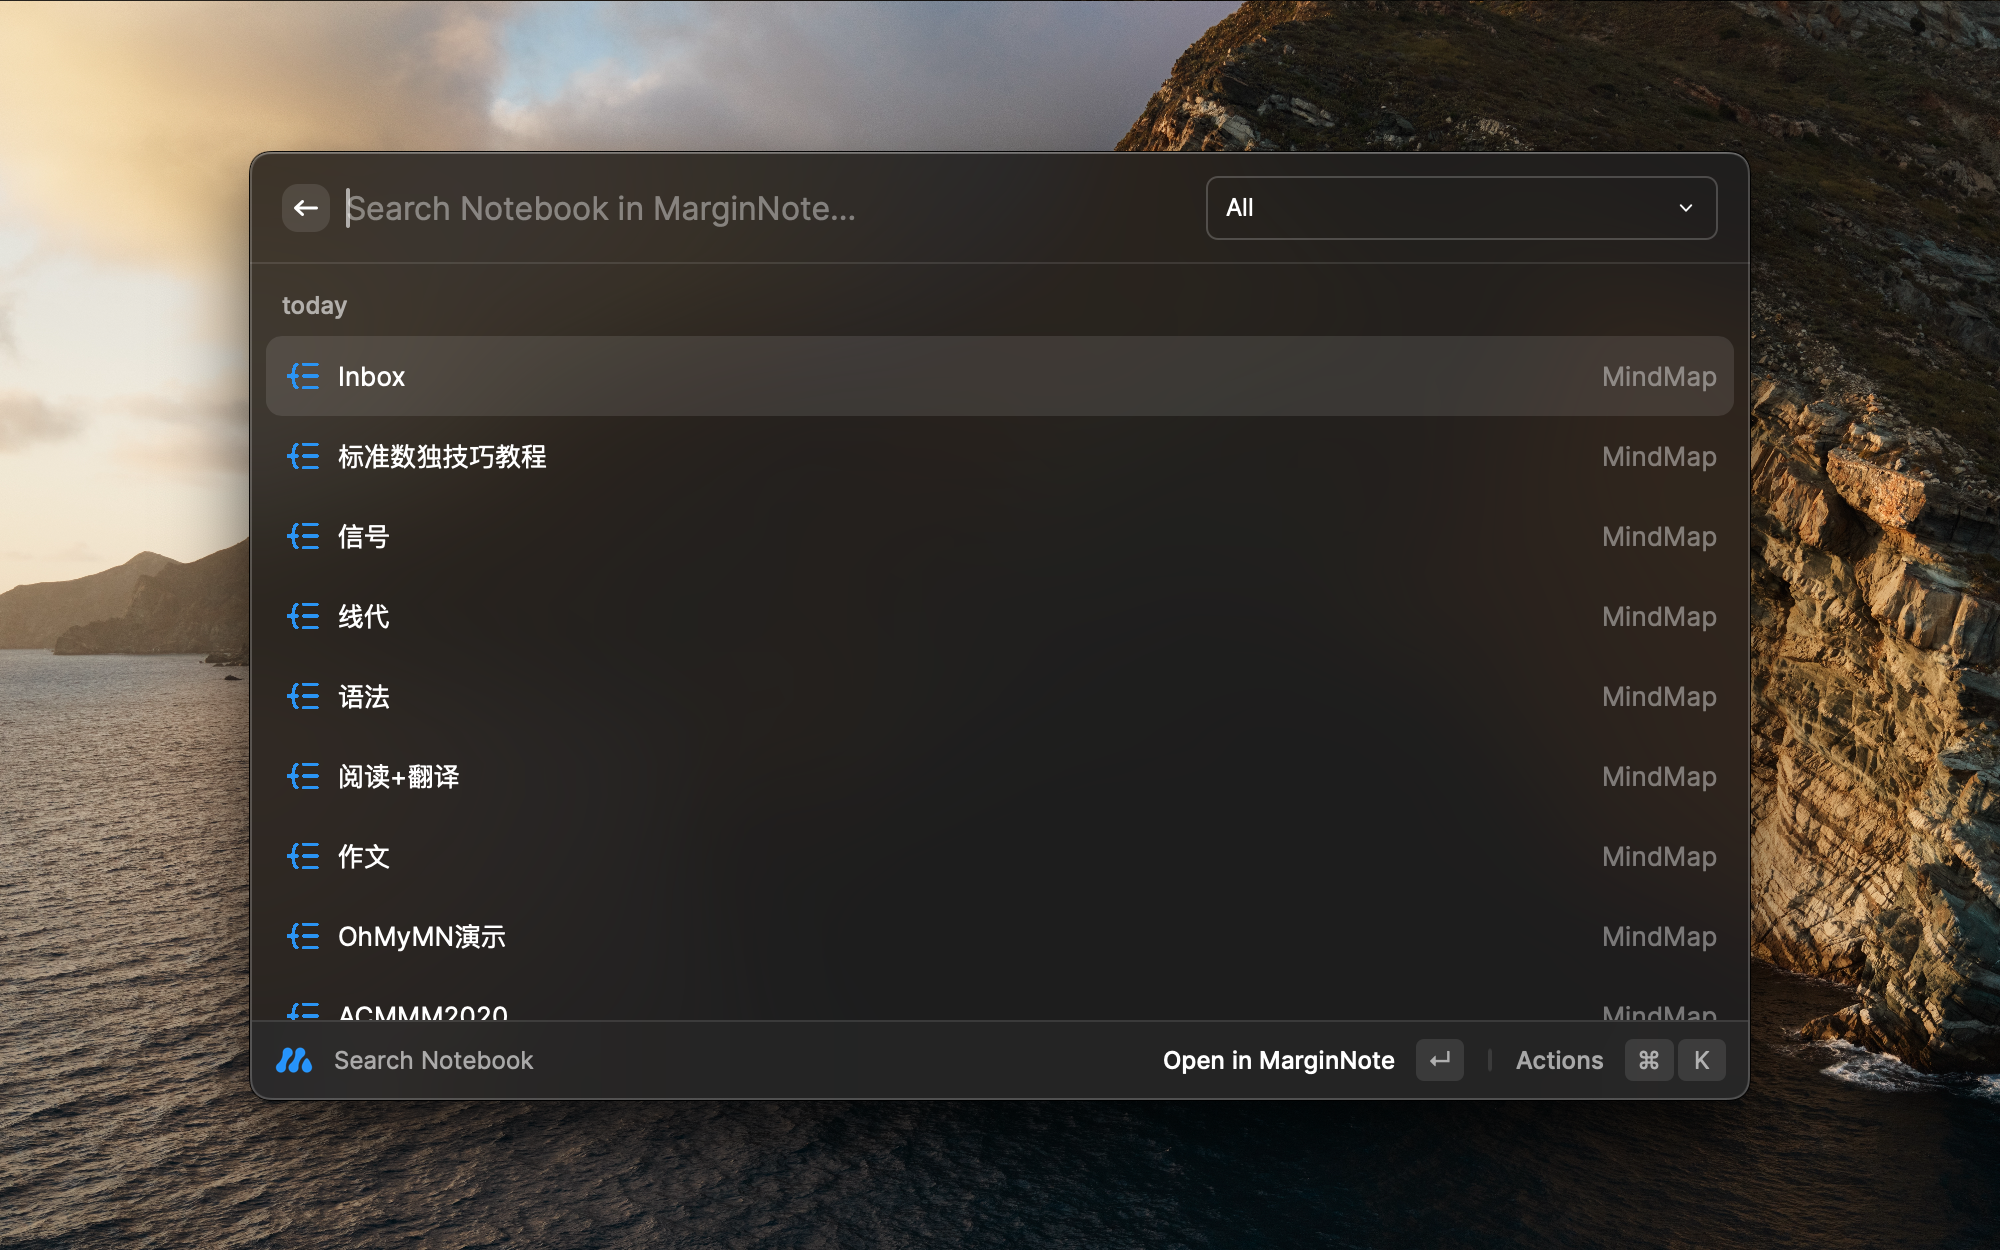 Search Notebook in MarginNote...
All
today
Inbox MindMap
标准数独技巧教程 MindMap
信号 MindMap
线代 MindMap
语法 MindMap
阅读+翻译 MindMap
作文 MindMap
OhMyMN演示 MindMap
ACMMM2020 MindMap
Search Notebook Open in MarginNote ↵ Actions ⌘ K